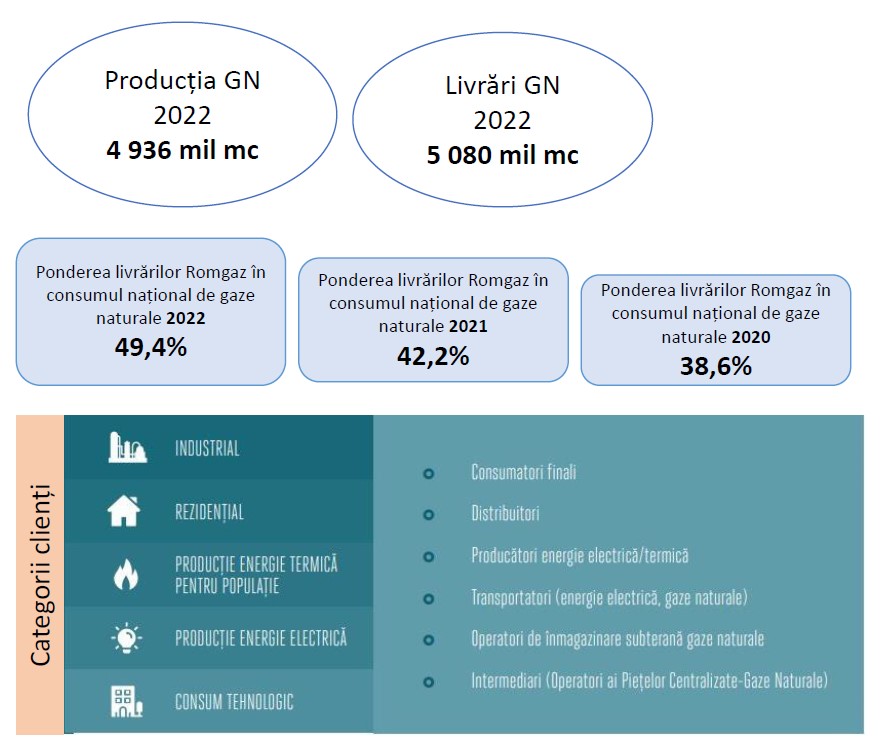 Producția GN
2022
4 936 mil mc
Livrări GN
2022
5 080 mil mc
Ponderea livrărilor Romgaz în
consumul național de gaze
naturale 2022
49,4%
Ponderea livrărilor Romgaz în
consumul național de gaze
naturale 2021
42,2%
Ponderea livrărilor Romgaz în
consumul național de gaze
naturale 2020
38,6%
Categorii clienți
INDUSTRIAL
REZIDENȚIAL
PRODUCȚIE ENERGIE TERMICĂ
PENTRU POPULAȚIE
PRODUCȚIE ENERGIE ELECTRICĂ
CONSUM TEHNOLOGIC
Consumatori finali
Distribuitori
Producători energie electrică/termică
Transportatori (energie electrică, gaze naturale)
Operatori de înmagazinare subterană gaze naturale
Intermediari (Operatori ai Piețelor Centralizate-Gaze Naturale)